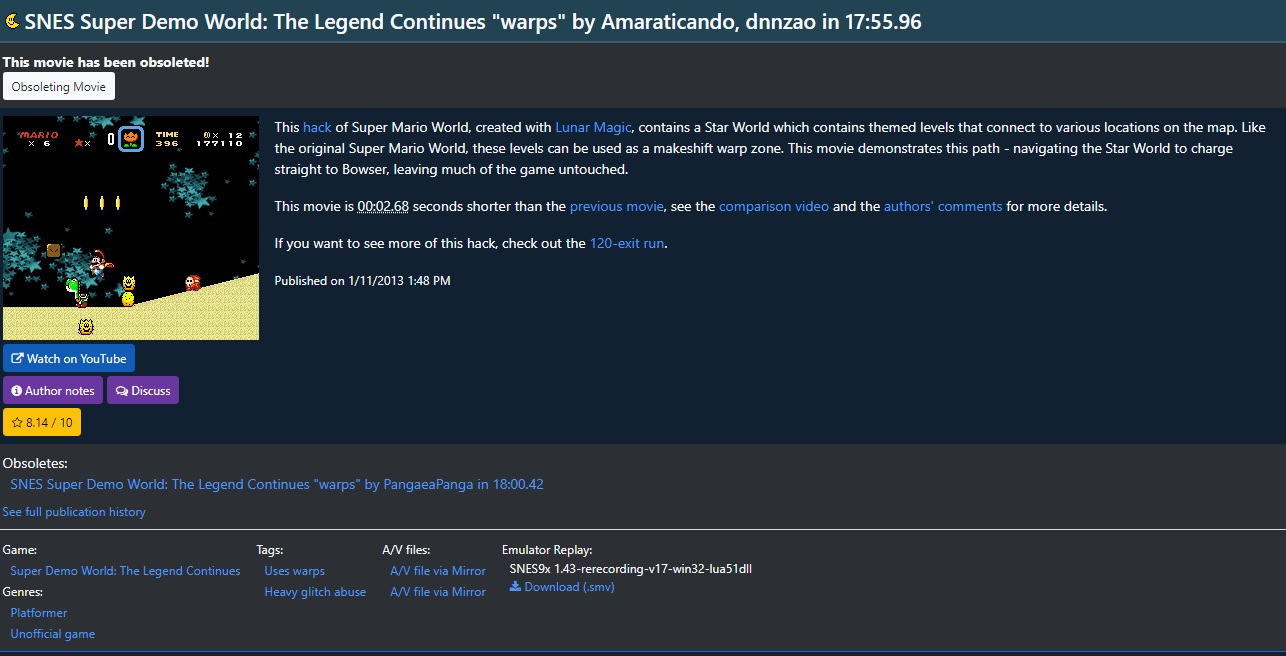 SNES Super Demo World: The Legend Continues "warps" by Amaraticando, dnnzao in 17:55.96
This movie has been obsoleted!
Obsoleting Movie
MARIO
x 6
★x
0
TIME
396
x 12
177110
This hack of Super Mario World, created with Lunar Magic, contains a Star World which contains themed levels that connect to various locations on the map. Like
the original Super Mario World, these levels can be used as a makeshift warp zone. This movie demonstrates this path - navigating the Star World to charge
straight to Bowser, leaving much of the game untouched.
This movie is 00:02.68 seconds shorter than the previous movie, see the comparison video and the authors' comments for more details.
If you want to see more of this hack, check out the 120-exit run.
Published on 1/11/2013 1:48 PM
Watch on YouTube
Author notes
Discuss
8.14 / 10
Obsoletes:
SNES Super Demo World: The Legend Continues "warps" by PangaeaPanga in 18:00.42
See full publication history
Game:
Super Demo World: The Legend Continues
Genres:
Platformer
Unofficial game
Tags:
Uses warps
Heavy glitch abuse
A/V files:
A/V file via Mirror
A/V file via Mirror
Emulator Replay:
SNES9x 1.43-rerecording-v17-win32-lua51dll
Download (.smv)